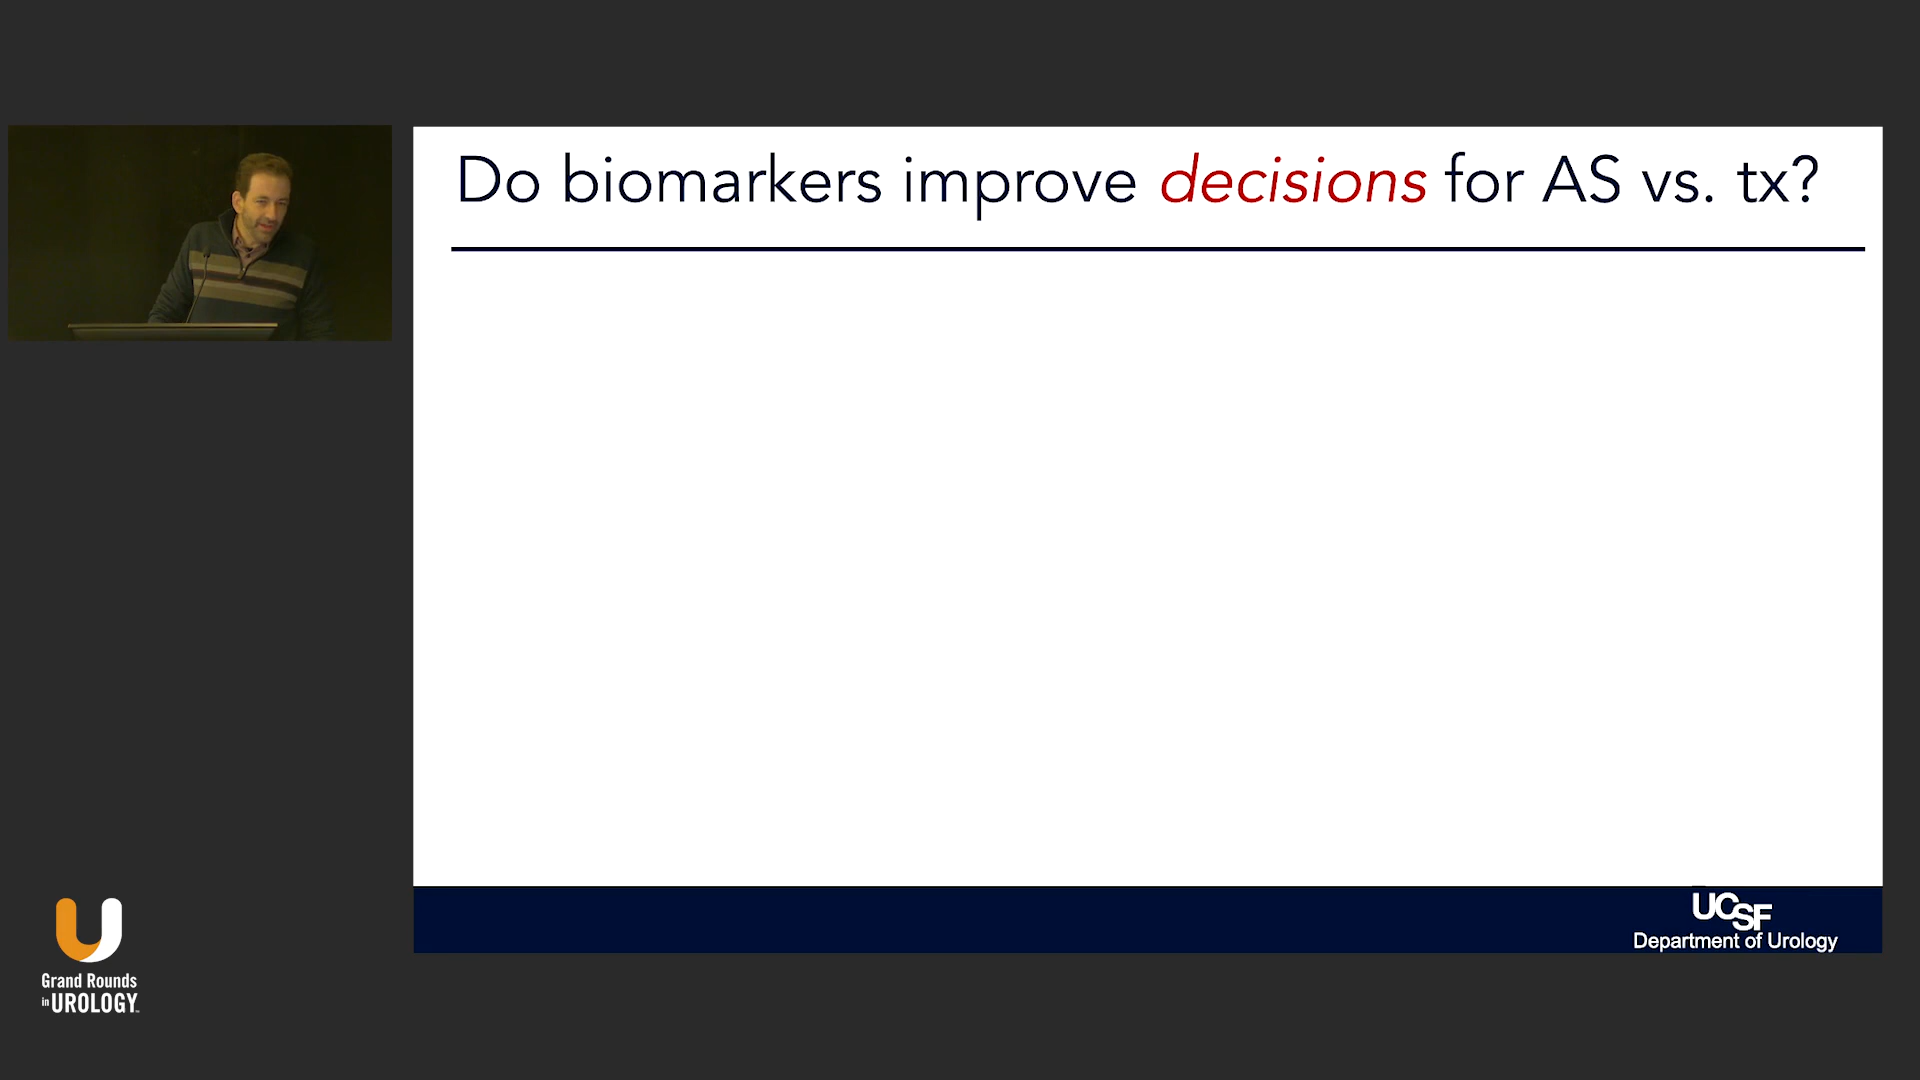 Do biomarkers improve decisions for AS vs. tx?
UCSF
Department of Urology
Grand Rounds
in UROLOGY